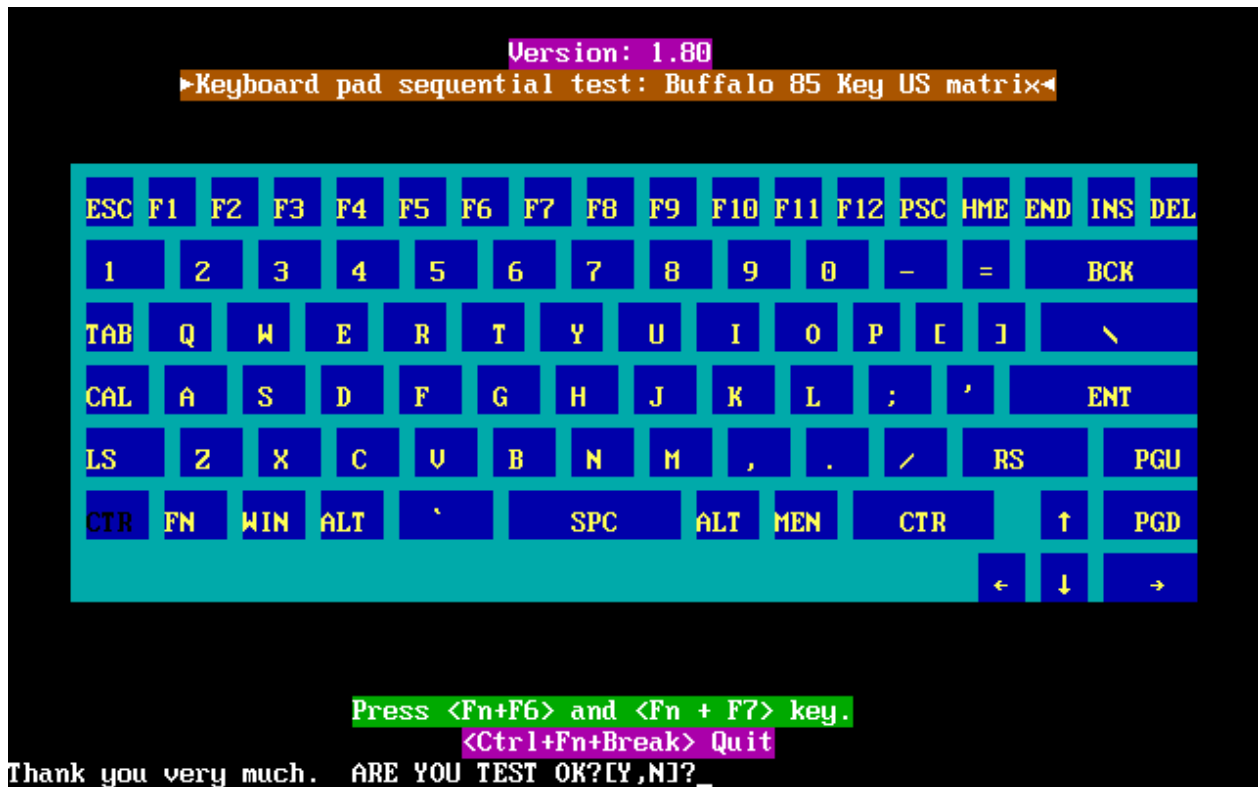 Version: 1.80
►Keyboard pad sequential test: Buffalo 85 Key US matrix◄
ESC F1 F2 F3 F4 F5 F6 F7 F8 F9 F10 F11 F12 PSC HME END INS DEL
1 2 3 4 5 6 7 8 9 0 - = BCK
TAB Q W E R T Y U I O P [ ] \
CAL A S D F G H J K L ; ' ENT
LS Z X C V B N M , . / RS PGU
CTR FN WIN ALT ` SPC ALT MEN CTR ↑ PGD
← ↓ →
Press <Fn+F6> and <Fn + F7> key.
<Ctrl+Fn+Break> Quit
Thank you very much. ARE YOU TEST OK?[Y,N]?_